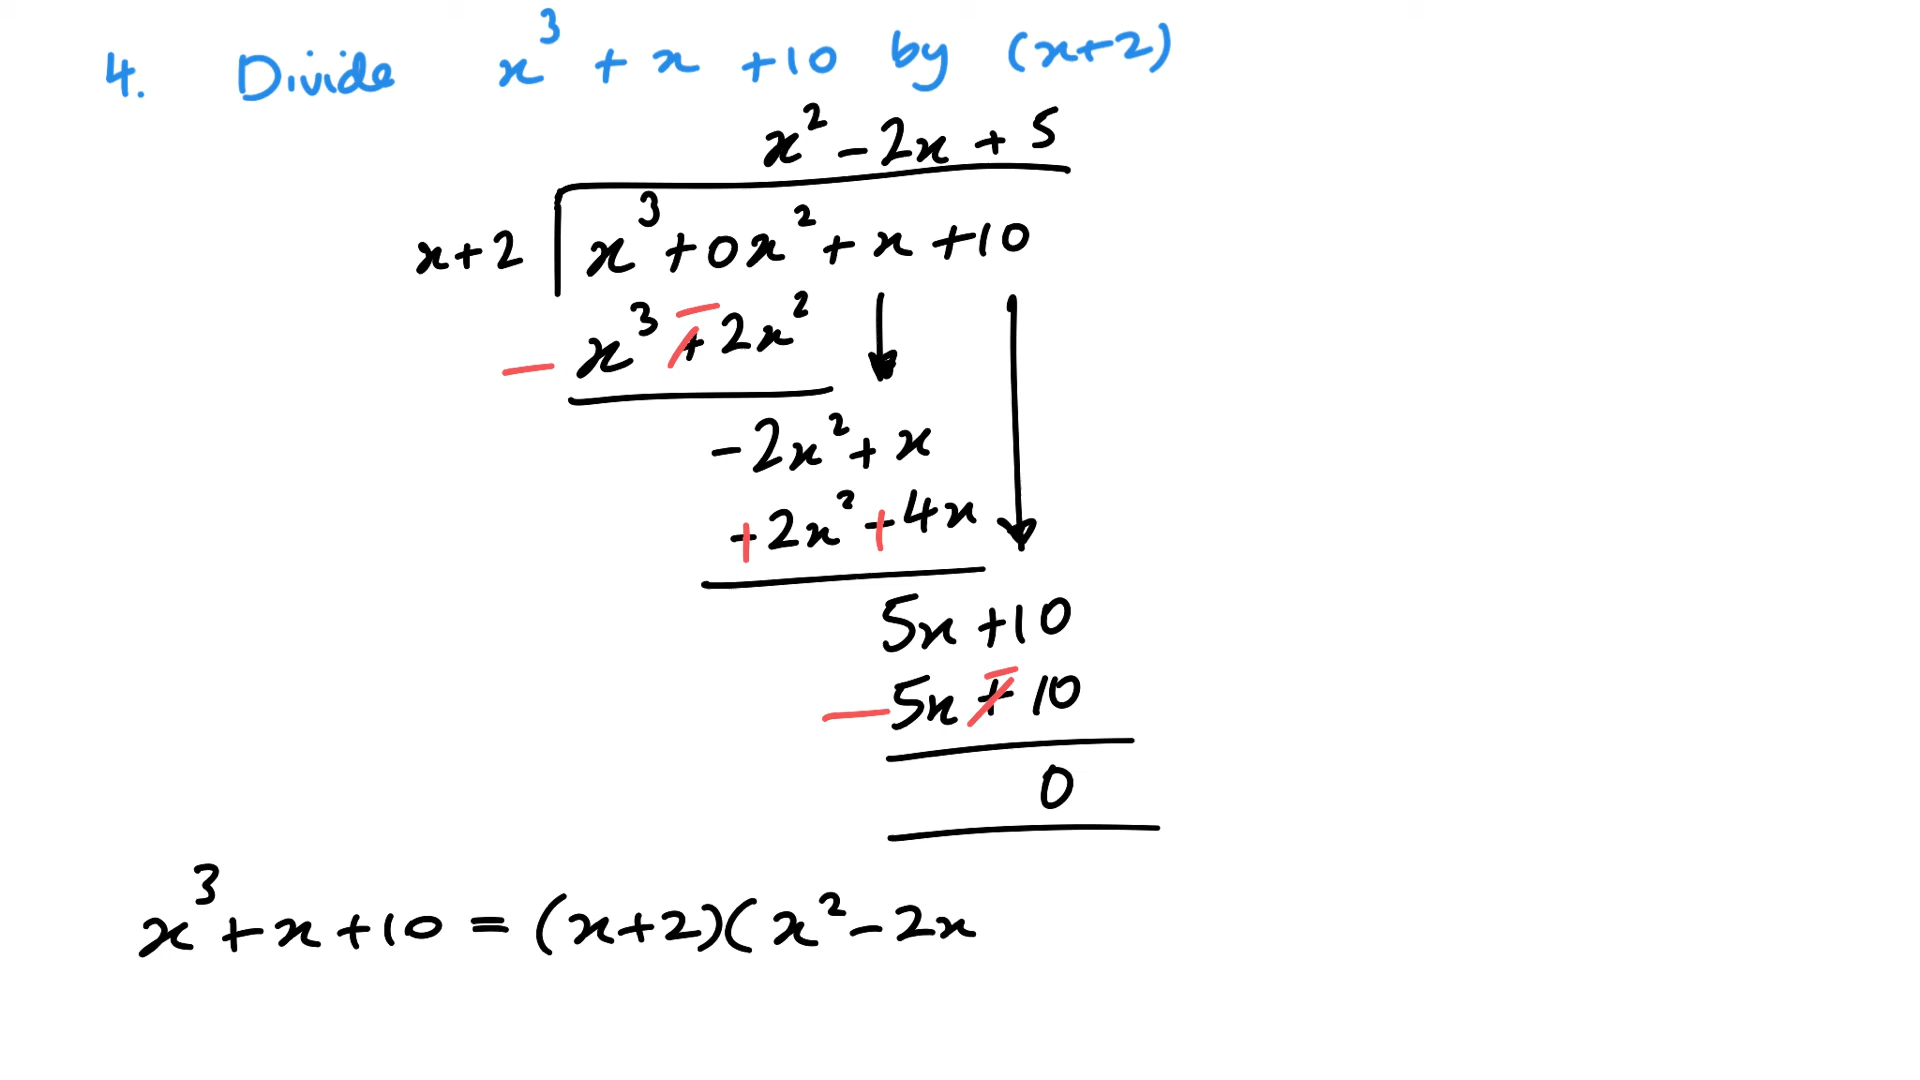 4. Divide x³ + x + 10 by (x+2)
x² - 2x + 5
x+2 x³ + 0x² + x + 10
- x³ +̶ - 2x²
-2x² + x
+2x² + 4x
5x + 10
- 5x +̶ - 10
0
x³ + x + 10 = (x+2)(x² - 2x